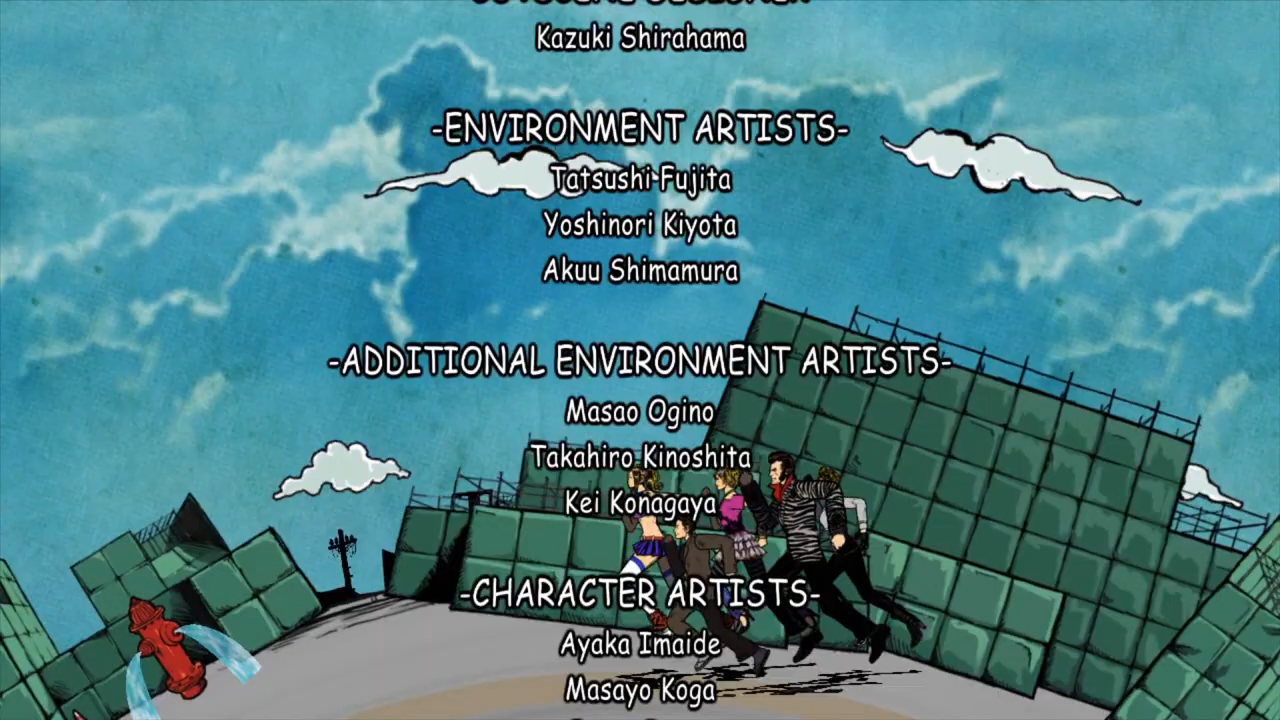 Kazuki Shirahama
-ENVIRONMENT ARTISTS-
Tatsushi Fujita
Yoshinori Kiyota
Akuu Shimamura
-ADDITIONAL ENVIRONMENT ARTISTS-
Masao Ogino
Takahiro Kinoshita
Kei Konagaya
-CHARACTER ARTISTS-
Ayaka Imaide
Masayo Koga